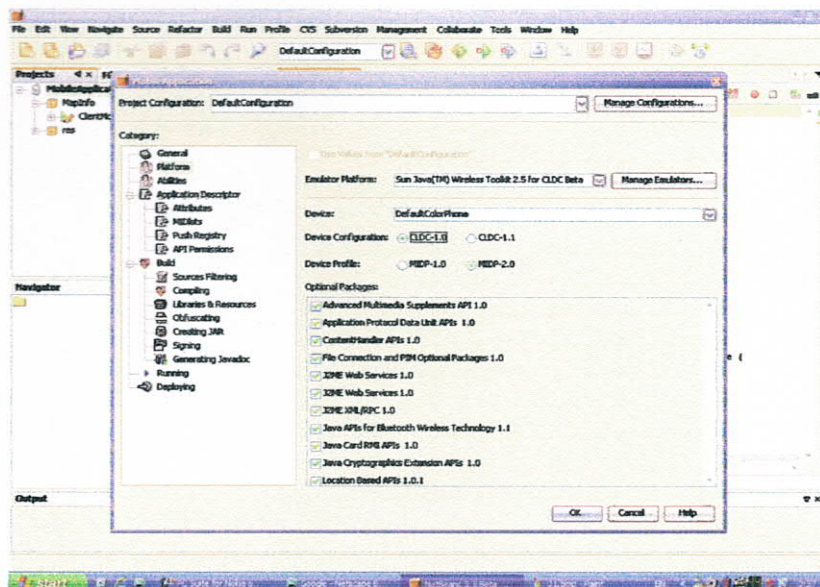 File Edit View Navigate Source Refactor Build Run Profile CVS Subversion Management Collaborate Tools Window Help
DefaultConfiguration
Projects
MobileApplica
MapInfo
res
Project Configuration: DefaultConfiguration
Manage Configurations...
Category:
General
Platform
Abilities
Application Descriptor
Attributes
MIDlets
Push Registry
API Permissions
Build
Sources Filtering
Compiling
Libraries & Resources
Obfuscating
Creating JAR
Signing
Generating Javadoc
Running
Deploying
Use Values from "DefaultConfiguration"
Emulator Platform: Sun Java(TM) Wireless Toolkit 2.5 for CLDC Beta
Manage Emulators...
Device: DefaultColorPhone
Device Configuration: CLDC-1.0 CLDC-1.1
Device Profile: MIDP-1.0 MIDP-2.0
Optional Packages:
Advanced Multimedia Supplements API 1.0
Application Protocol Data Unit APIs 1.0
ContentHandler APIs 1.0
File Connection and PIM Optional Packages 1.0
J2ME Web Services 1.0
J2ME Web Services 1.0
J2ME XML/RPC 1.0
Java APIs for Bluetooth Wireless Technology 1.1
Java Card RMI APIs 1.0
Java Cryptographics Extension APIs 1.0
Location Based APIs 1.0.1
OK Cancel Help
Navigator
e {
Output
start